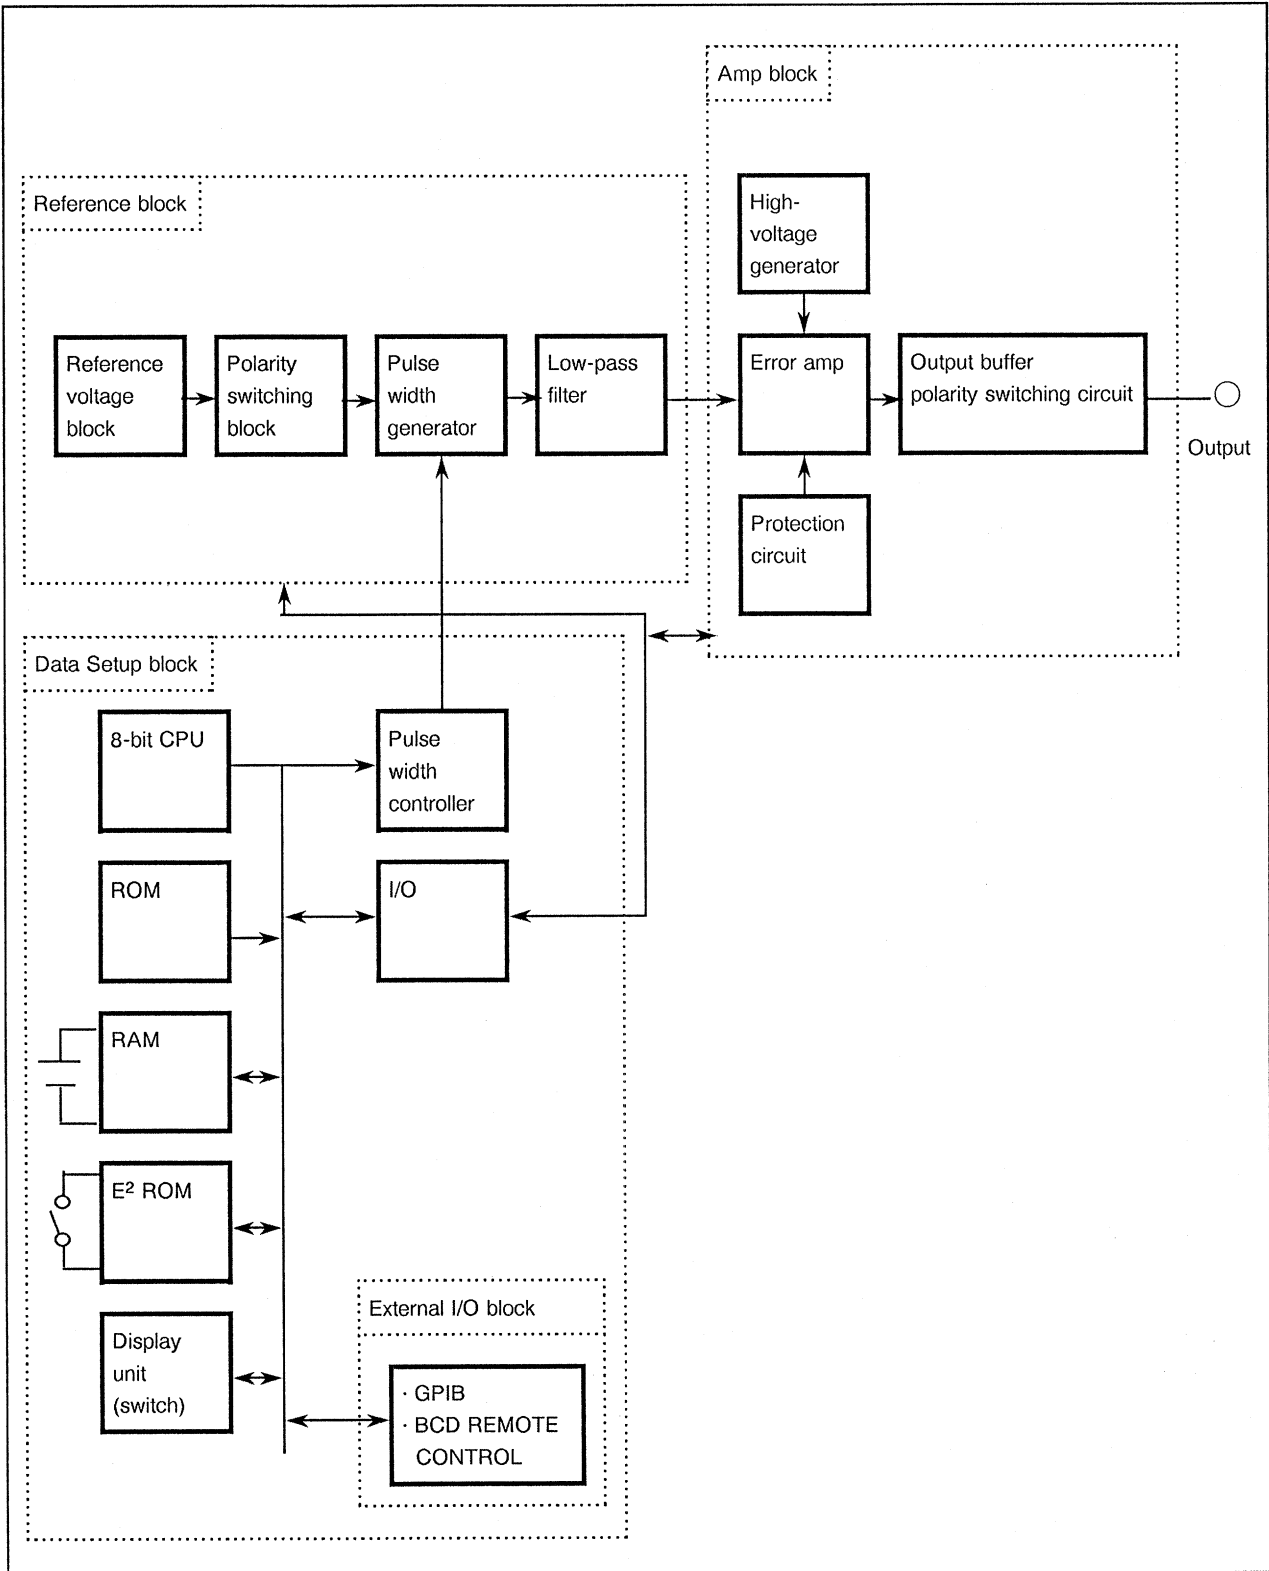 Amp block
Reference block
High-
voltage
generator
Reference
voltage
block
Polarity
switching
block
Pulse
width
generator
Low-pass
filter
Error amp
Output buffer
polarity switching circuit
Output
Protection
circuit
Data Setup block
8-bit CPU
Pulse
width
controller
ROM
I/O
RAM
E² ROM
External I/O block
Display
unit
(switch)
· GPIB
· BCD REMOTE
CONTROL